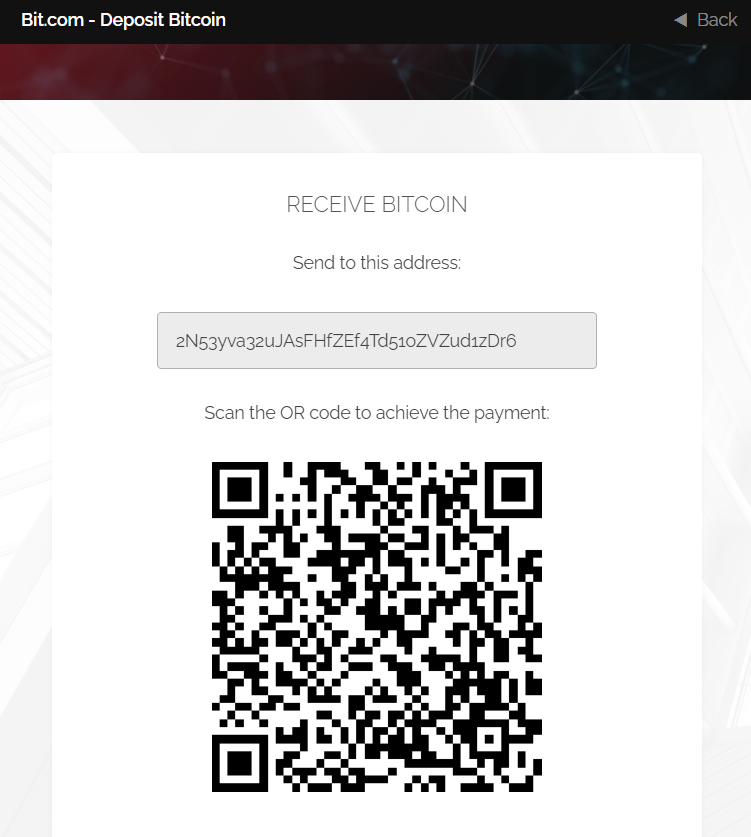 Bit.com - Deposit Bitcoin
Back
RECEIVE BITCOIN
Send to this address:
2N53yva32uJAsFHfZEf4Td51oZVZud1zDr6
Scan the OR code to achieve the payment: